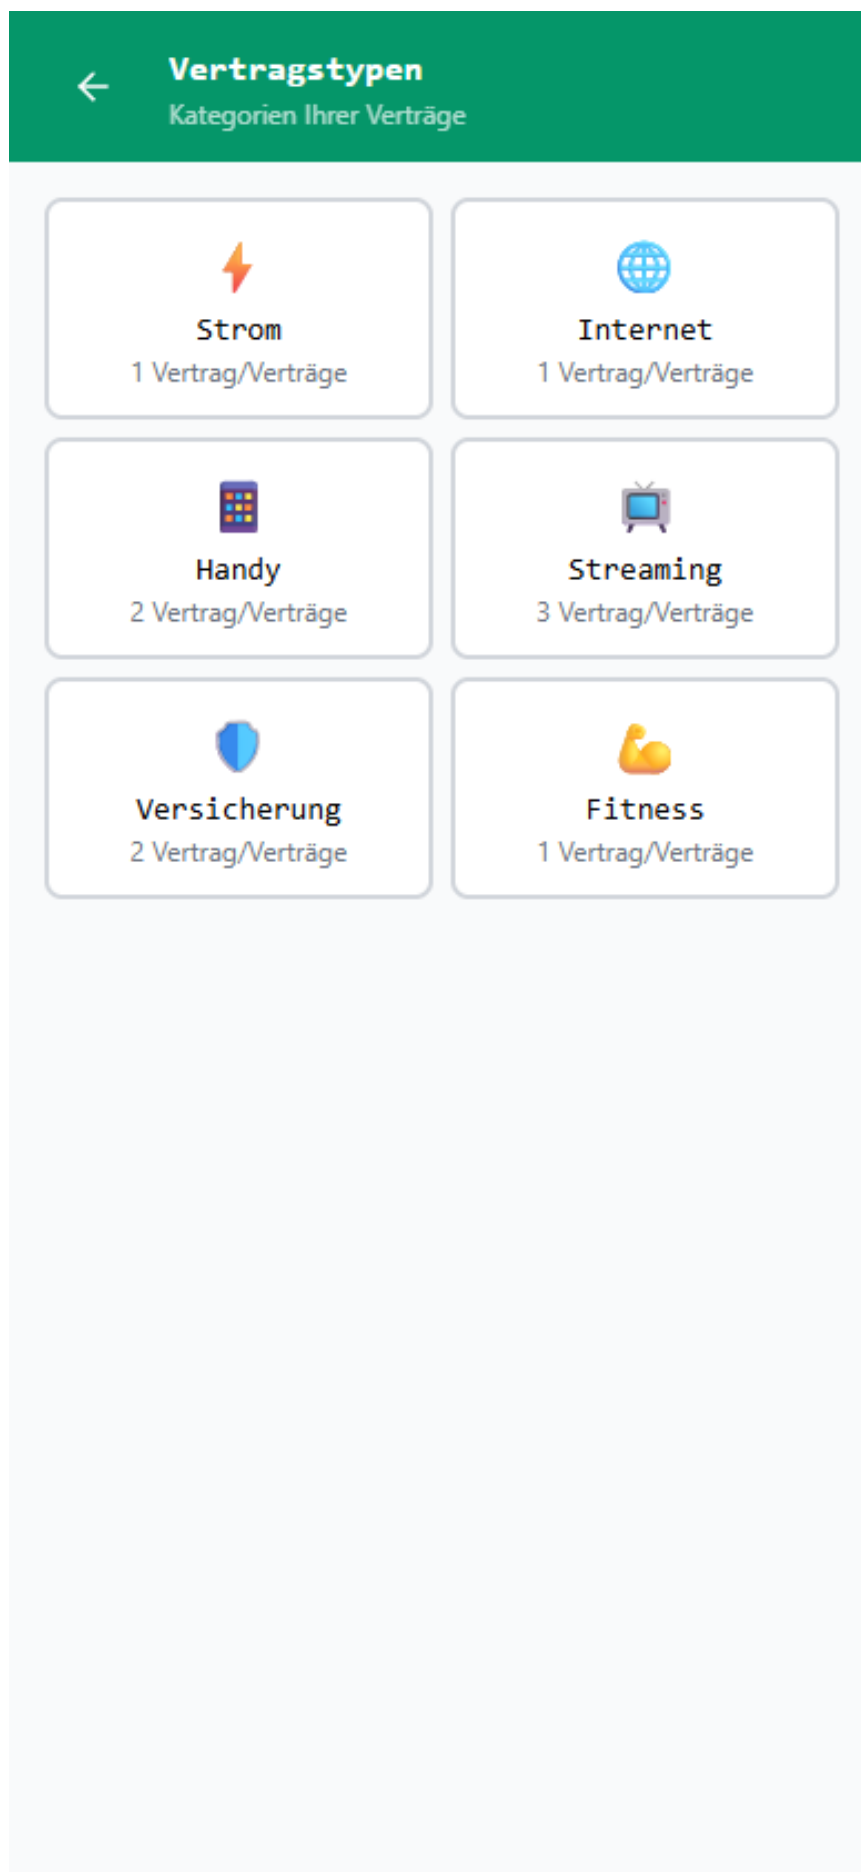 Vertragstypen
Kategorien Ihrer Verträge
Strom
1 Vertrag/Verträge
Internet
1 Vertrag/Verträge
Handy
2 Vertrag/Verträge
Streaming
3 Vertrag/Verträge
Versicherung
2 Vertrag/Verträge
Fitness
1 Vertrag/Verträge